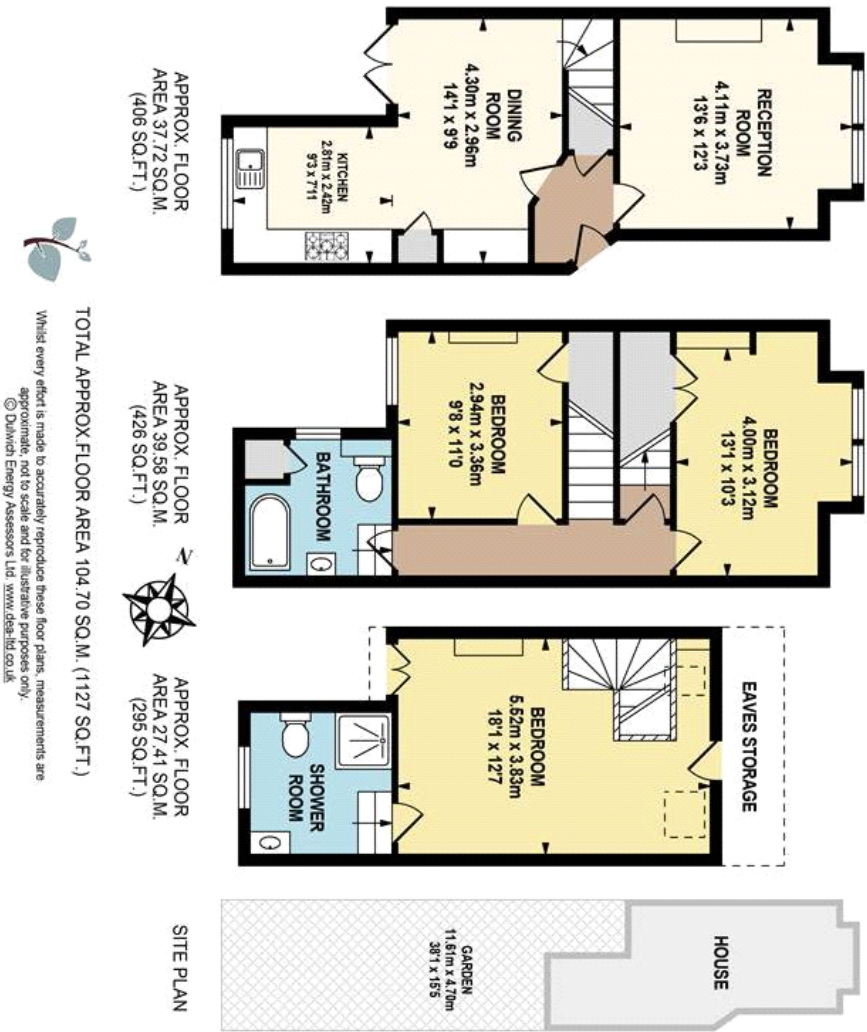 RECEPTION
ROOM
4.11m x 3.73m
13'6 x 12'3
DINING
ROOM
4.30m x 2.96m
14'1 x 9'9
KITCHEN
2.81m x 2.42m
9'3 x 7'11
APPROX. FLOOR
AREA 37.72 SQ.M.
(406 SQ.FT.)
BEDROOM
4.00m x 3.12m
13'1 x 10'3
BEDROOM
2.94m x 3.36m
9'8 x 11'0
BATHROOM
APPROX. FLOOR
AREA 39.58 SQ.M.
(426 SQ.FT.)
N
EAVES STORAGE
BEDROOM
5.52m x 3.83m
18'1 x 12'7
SHOWER
ROOM
APPROX. FLOOR
AREA 27.41 SQ.M.
(295 SQ.FT.)
HOUSE
GARDEN
11.61m x 4.70m
38'1 x 15'5
SITE PLAN
TOTAL APPROX.FLOOR AREA 104.70 SQ.M. (1127 SQ.FT.)
Whilst every effort is made to accurately reproduce these floor plans, measurements are
approximate, not to scale and for illustrative purposes only.
© Dulwich Energy Assessors Ltd. www.dea-ltd.co.uk